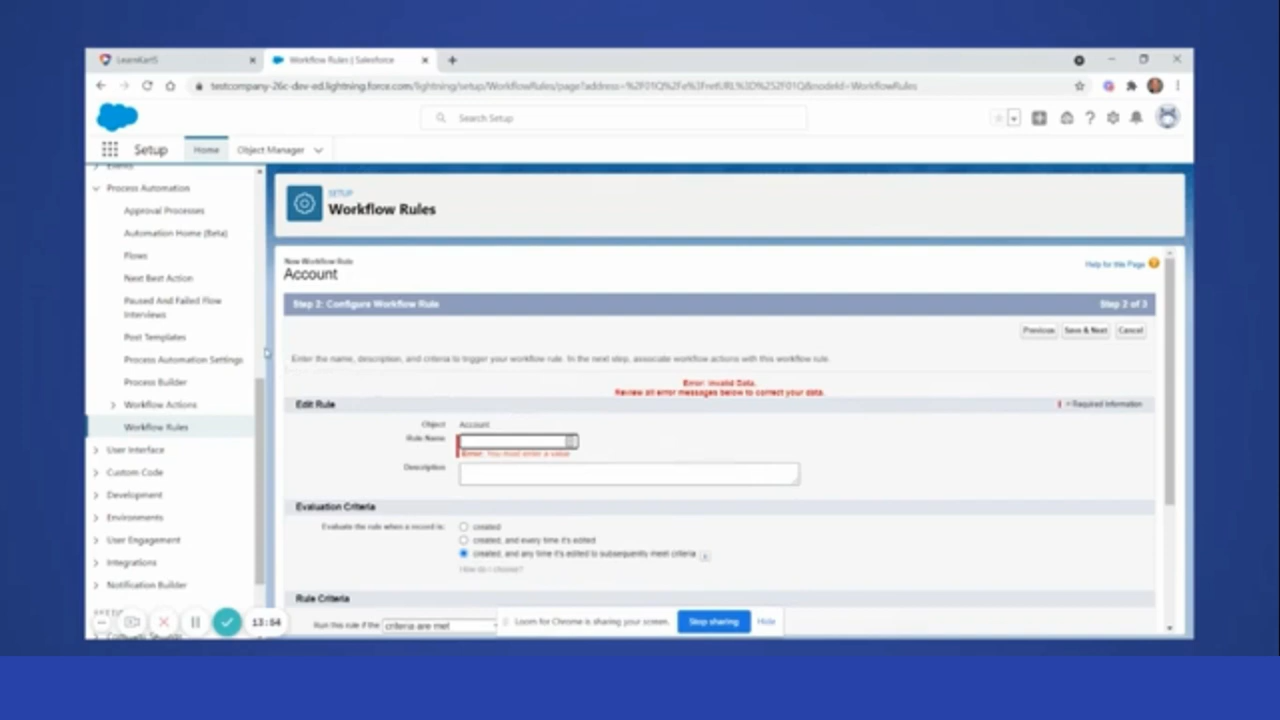 LearnKartS
Workflow Rules | Salesforce
testcompany-26c-dev-ed.lightning.force.com/lightning/setup/WorkflowRules/page?address=%2F01Q%2Fe%3FretURL%3D%252F01Q&nodeId=WorkflowRules
Search Setup
Setup
Home
Object Manager
Events
Process Automation
Approval Processes
Automation Home (Beta)
Flows
Next Best Action
Paused And Failed Flow
Interviews
Post Templates
Process Automation Settings
Process Builder
Workflow Actions
Workflow Rules
User Interface
Custom Code
Development
Environments
User Engagement
Integrations
Notification Builder
13:54
SETUP
Workflow Rules
New Workflow Rule
Account
Help for this Page
Step 2: Configure Workflow Rule
Step 2 of 3
Previous
Save & Next
Cancel
Enter the name, description, and criteria to trigger your workflow rule. In the next step, associate workflow actions with this workflow rule.
Error: Invalid Data.
Review all error messages below to correct your data.
Edit Rule
= Required Information
Object
Account
Rule Name
Error: You must enter a value
Description
Evaluation Criteria
Evaluate the rule when a record is:
created
created, and every time it's edited
created, and any time it's edited to subsequently meet criteria
How do I choose?
Rule Criteria
Run this rule if the
criteria are met
Loom for Chrome is sharing your screen.
Stop sharing
Hide